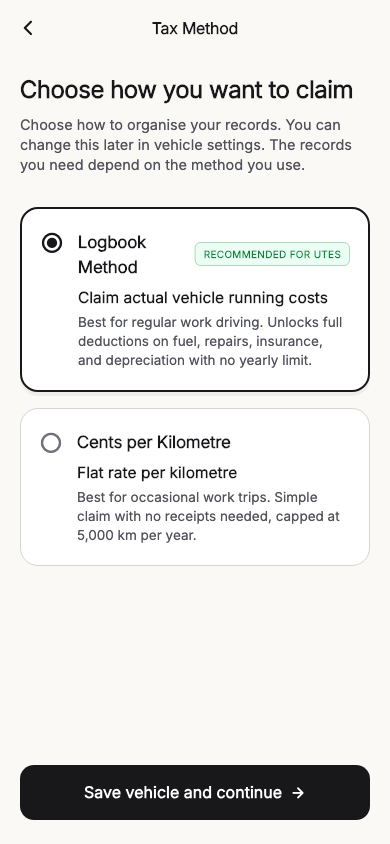 Tax Method
Choose how you want to claim
Choose how to organise your records. You can
change this later in vehicle settings. The records
you need depend on the method you use.
Logbook
Method
RECOMMENDED FOR UTES
Claim actual vehicle running costs
Best for regular work driving. Unlocks full
deductions on fuel, repairs, insurance,
and depreciation with no yearly limit.
Cents per Kilometre
Flat rate per kilometre
Best for occasional work trips. Simple
claim with no receipts needed, capped at
5,000 km per year.
Save vehicle and continue →